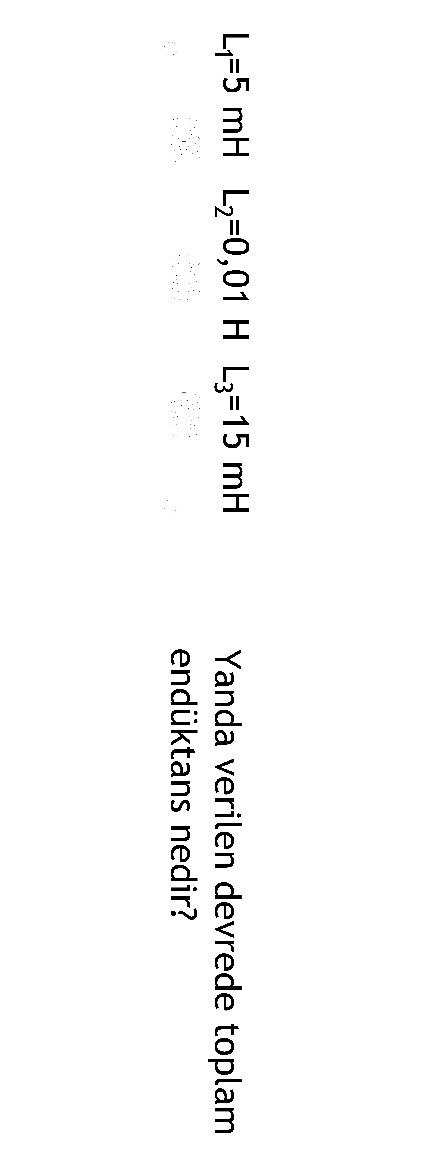 L₁=5 mH L₂=0,01 H L₃=15 mH
Yanda verilen devrede toplam
endüktans nedir?